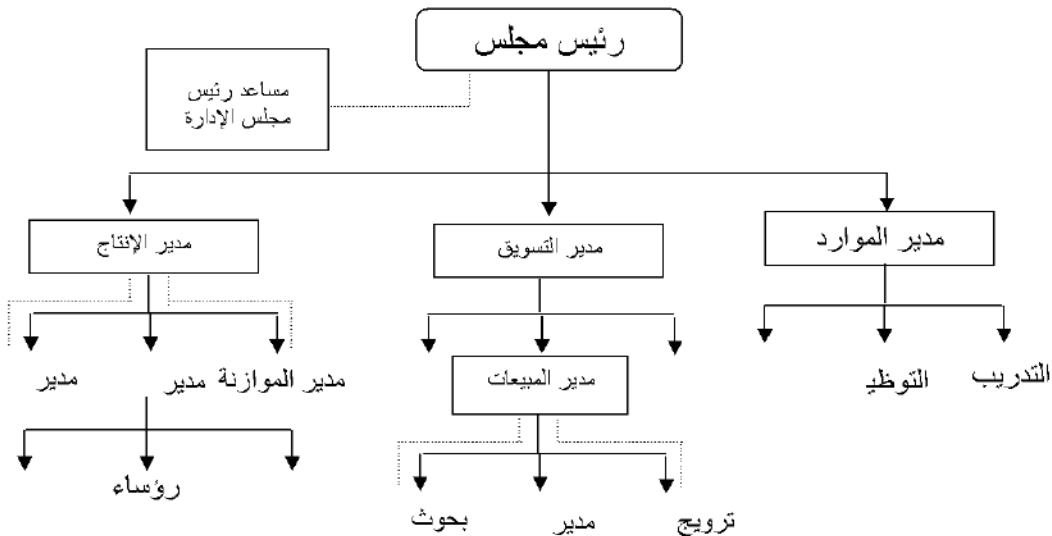 رئيس مجلس
مساعد رئيس
مجلس الإدارة
مدير الموارد
مدير التسويق
مدير الإنتاج
التدريب
التوظيـ
مدير المبيعات
مدير الموازنة
مدير
مدير
رؤساء
ترويج
مدير
بحوث